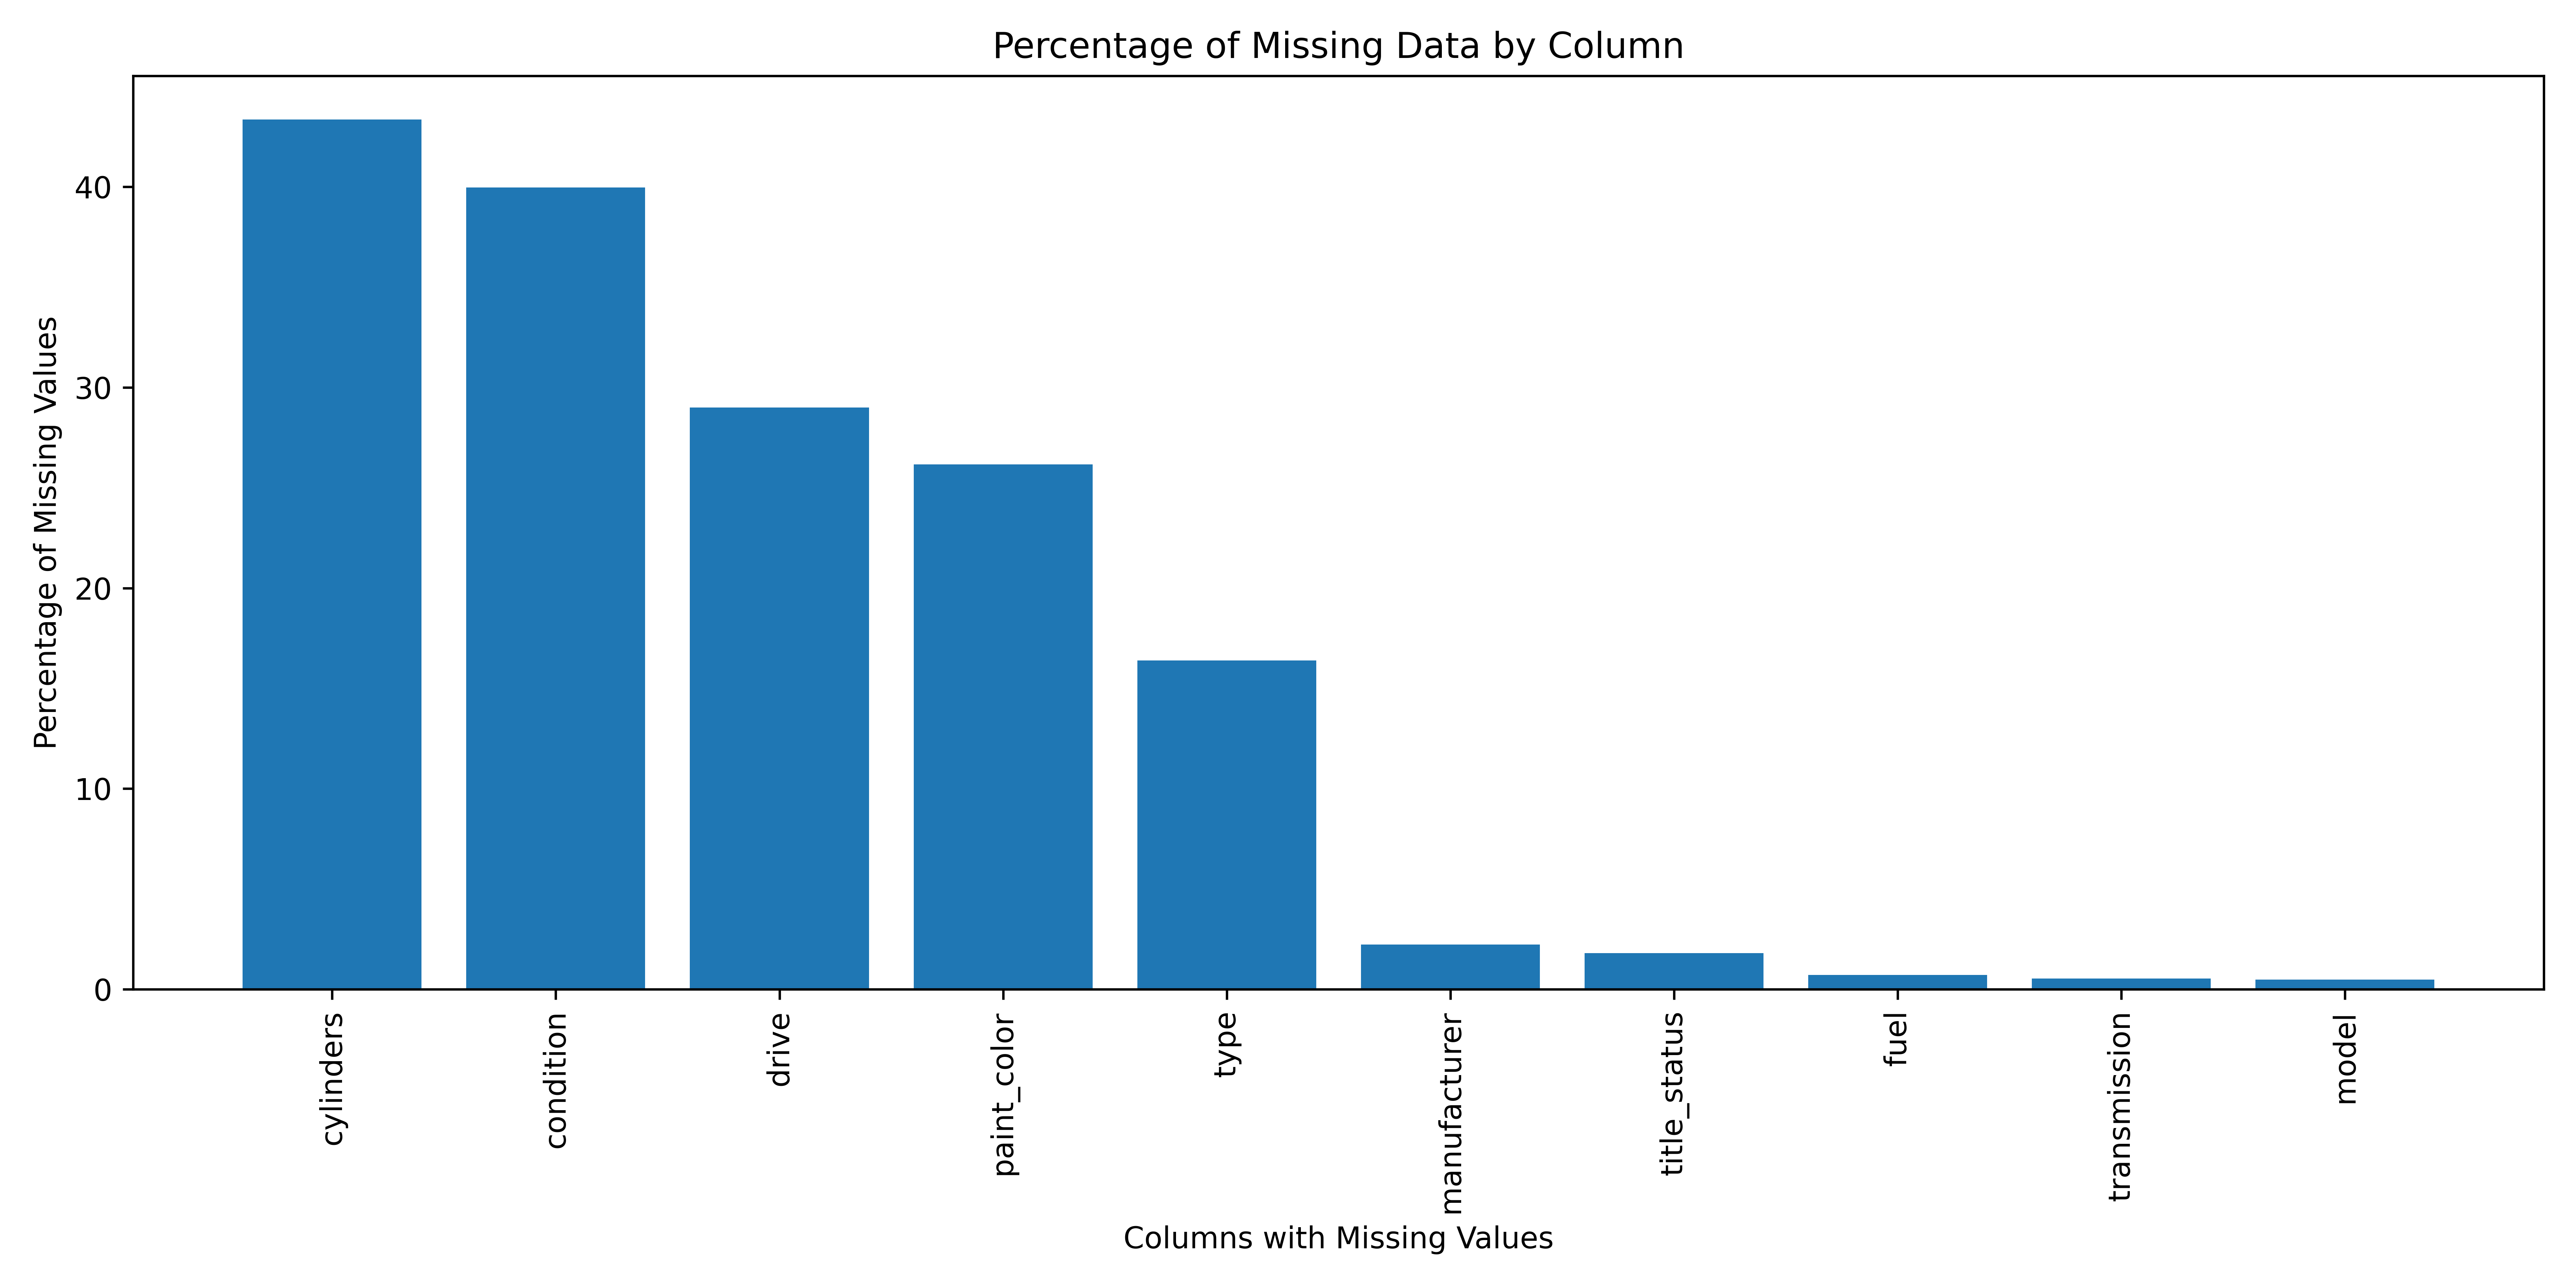 Percentage of Missing Data by Column
Percentage of Missing Values
40
30
20
10
0
cylinders
condition
drive
paint_color
type
manufacturer
title_status
fuel
transmission
model
Columns with Missing Values